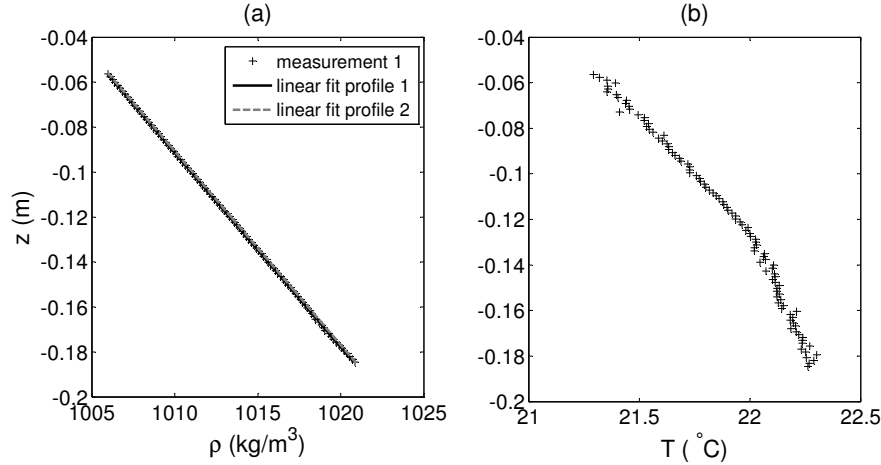 (a)
-0.04
-0.06
-0.08
-0.1
-0.12
-0.14
-0.16
-0.18
-0.2
z (m)
measurement 1
linear fit profile 1
linear fit profile 2
1005 1010 1015 1020 1025
ρ (kg/m³)
(b)
-0.04
-0.06
-0.08
-0.1
-0.12
-0.14
-0.16
-0.18
-0.2
21 21.5 22 22.5
T ( °C)